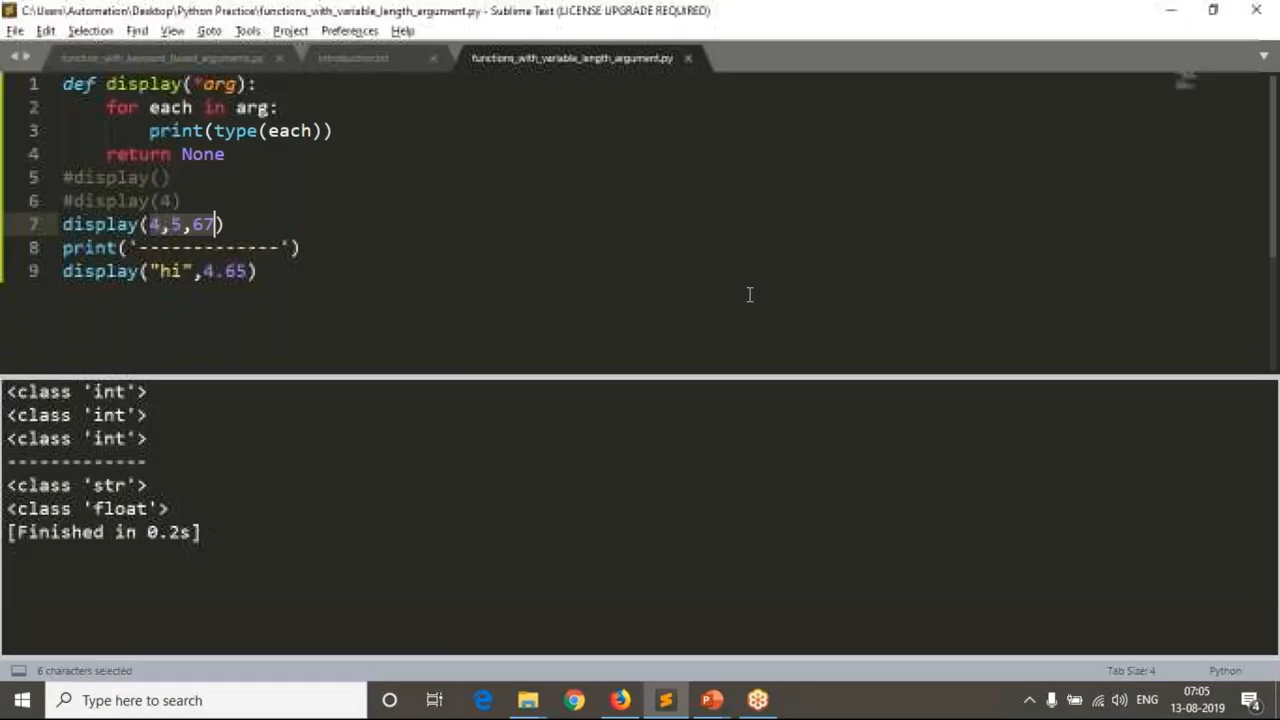 C:\Users\Automation\Desktop\Python Practice\functions_with_variable_length_argument.py - Sublime Text (LICENSE UPGRADE REQUIRED)
File Edit Selection Find View Goto Tools Project Preferences Help
function_with_keyword_based_arguments.py functions_with_variable_length_argument.py
1 def display(*arg):
2 for each in arg:
3 print(type(each))
4 return None
5 #display()
6 #display(4)
7 display(4,5,67)
8 print('-------------')
9 display("hi",4.65)
<class 'int'>
<class 'int'>
<class 'int'>
-------------
<class 'str'>
<class 'float'>
[Finished in 0.2s]
6 characters selected Tab Size: 4 Python
Type here to search ENG 07:05
13-08-2019 4